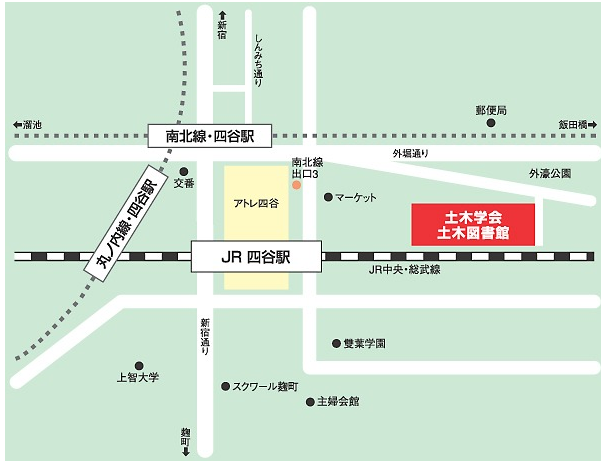 新宿
しんみち通り
溜池
南北線・四谷駅
郵便局
飯田橋
外堀通り
南北線
出口3
外濠公園
交番
アトレ四谷
マーケット
丸ノ内線・四谷駅
土木学会
土木図書館
JR 四谷駅
JR中央・総武線
新宿通り
雙葉学園
上智大学
スクワール麹町
主婦会館
麹町